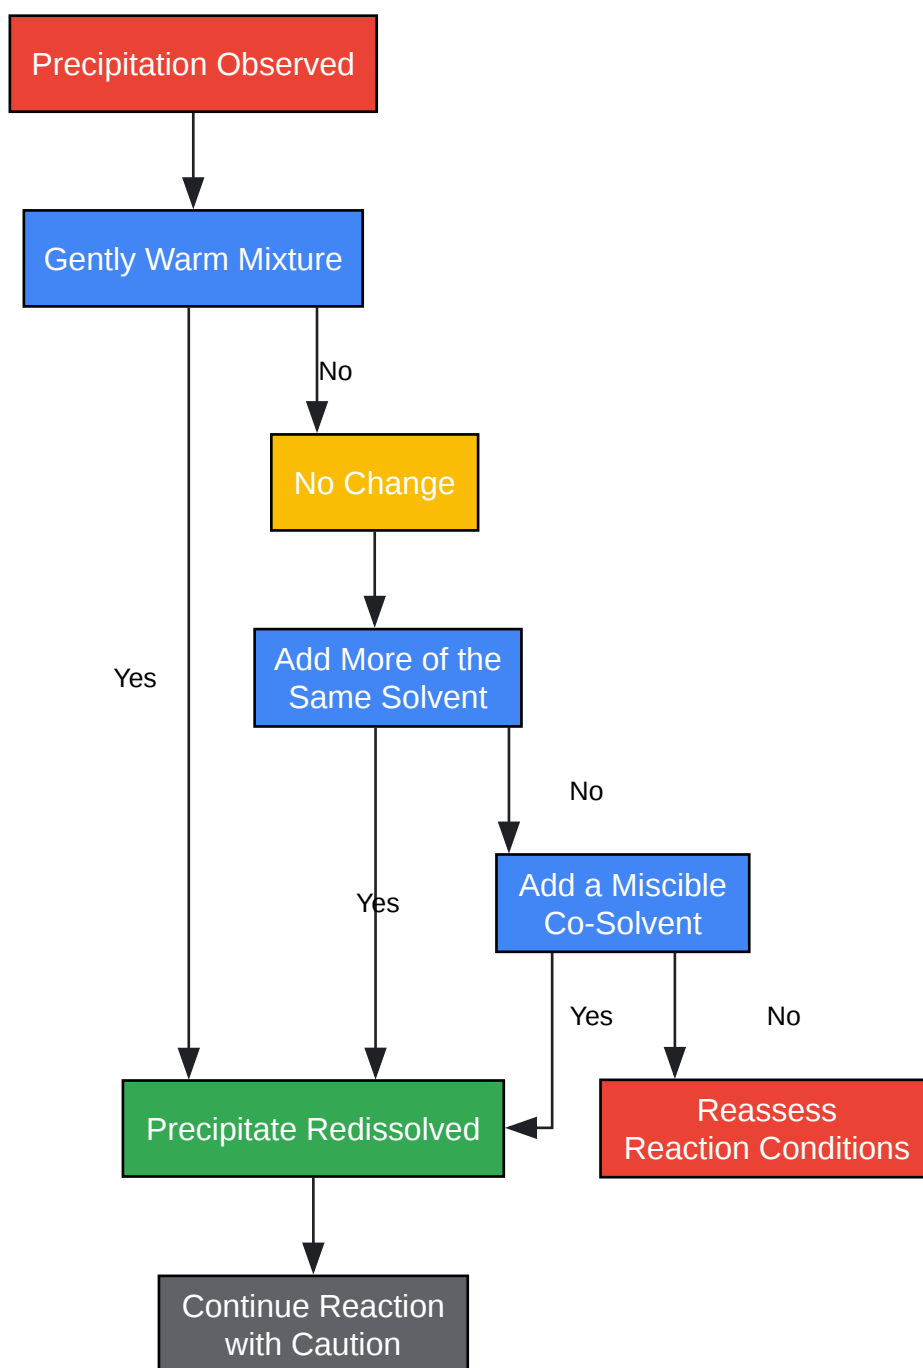 Precipitation Observed
Gently Warm Mixture
No
No Change
Add More of the
Same Solvent
Yes
No
Add a Miscible
Co-Solvent
Yes
Yes
No
Precipitate Redissolved
Reassess
Reaction Conditions
Continue Reaction
with Caution